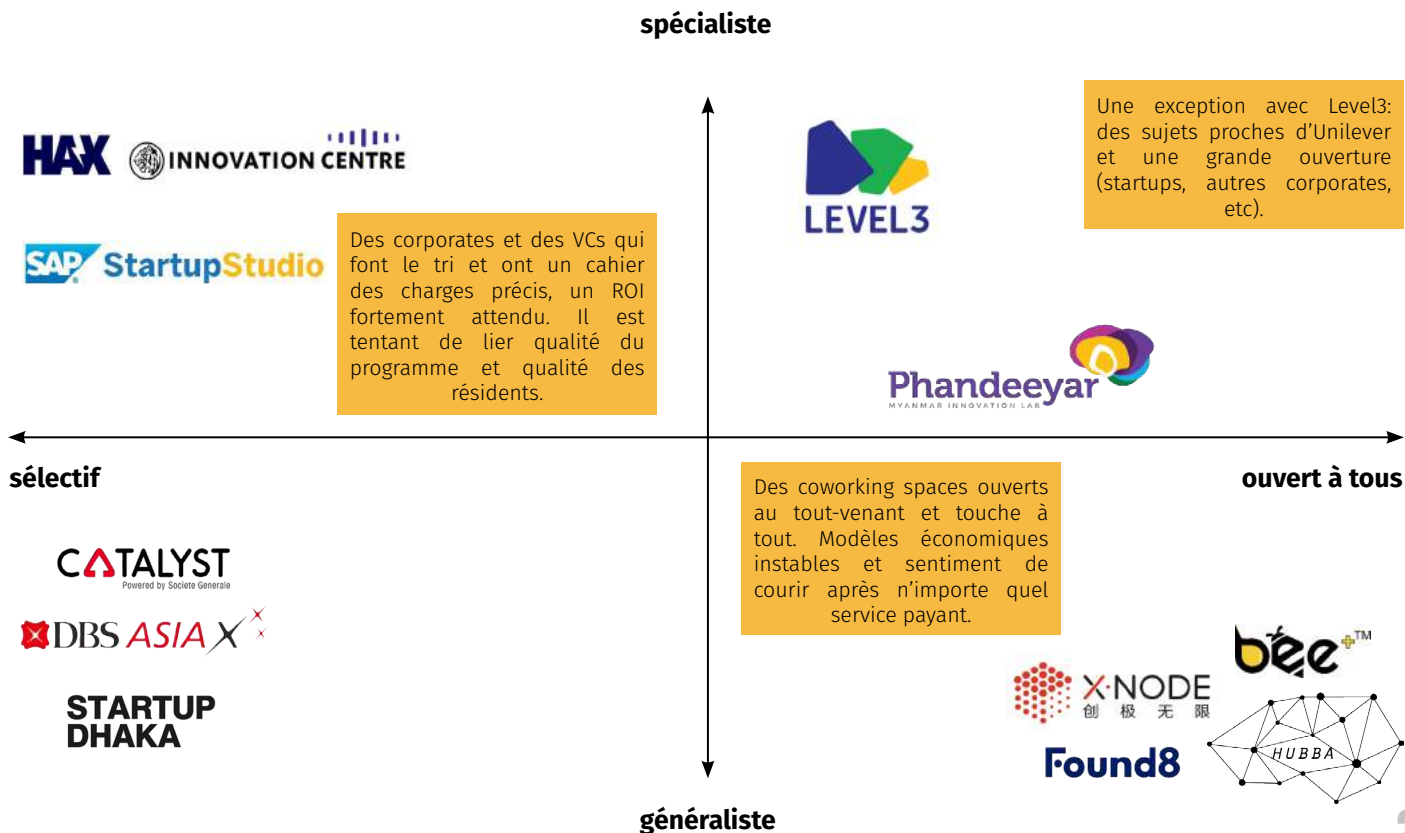 spécialiste
HAX
INNOVATION CENTRE
SAP StartupStudio
Des corporates et des VCs qui
font le tri et ont un cahier
des charges précis, un ROI
fortement attendu. Il est
tentant de lier qualité du
programme et qualité des
résidents.
LEVEL3
Une exception avec Level3:
des sujets proches d’Unilever
et une grande ouverture
(startups, autres corporates,
etc).
Phandeeyar
MYANMAR INNOVATION LAB
sélectif
ouvert à tous
CATALYST
Powered by Societe Generale
DBS ASIA X
STARTUP
DHAKA
Des coworking spaces ouverts
au tout-venant et touche à
tout. Modèles économiques
instables et sentiment de
courir après n’importe quel
service payant.
bee+™
X·NODE
创极无限
Found8
HUBBA
généraliste